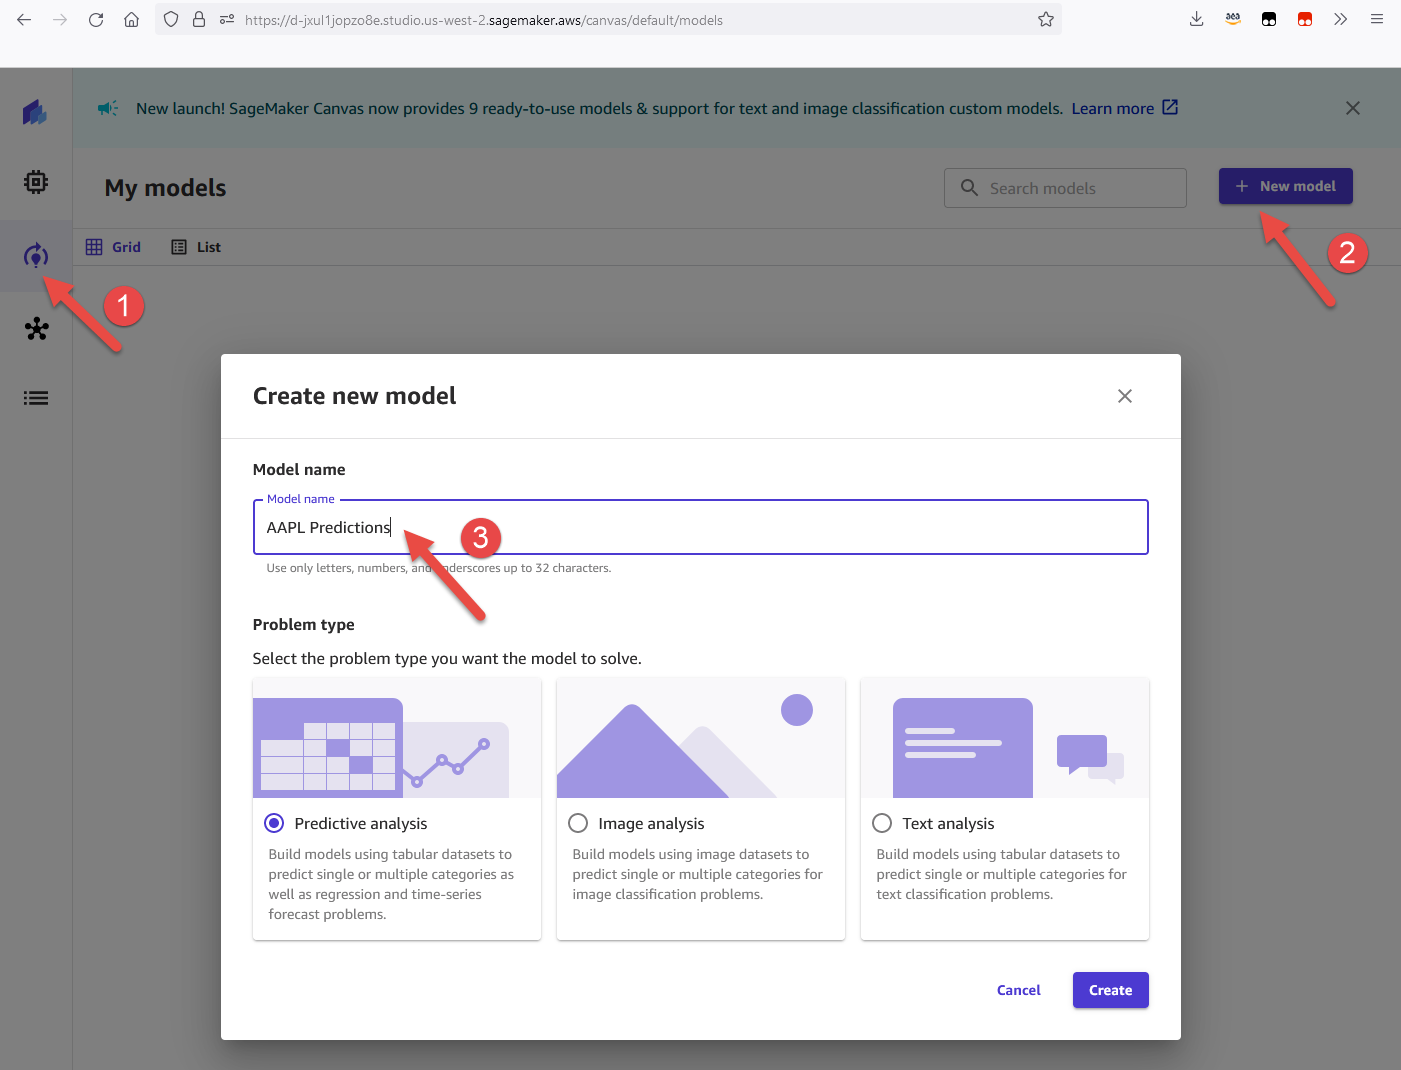 https://d-jxul1jopzo8e.studio.us-west-2.sagemaker.aws/canvas/default/models
aea
New launch! SageMaker Canvas now provides 9 ready-to-use models & support for text and image classification custom models. Learn more
My models
Search models
+ New model
Grid
List
1
2
Create new model
Model name
Model name
AAPL Predictions
3
Use only letters, numbers, and underscores up to 32 characters.
Problem type
Select the problem type you want the model to solve.
Predictive analysis
Build models using tabular datasets to
predict single or multiple categories as
well as regression and time-series
forecast problems.
Image analysis
Build models using image datasets to
predict single or multiple categories for
image classification problems.
Text analysis
Build models using tabular datasets to
predict single or multiple categories for
text classification problems.
Cancel
Create